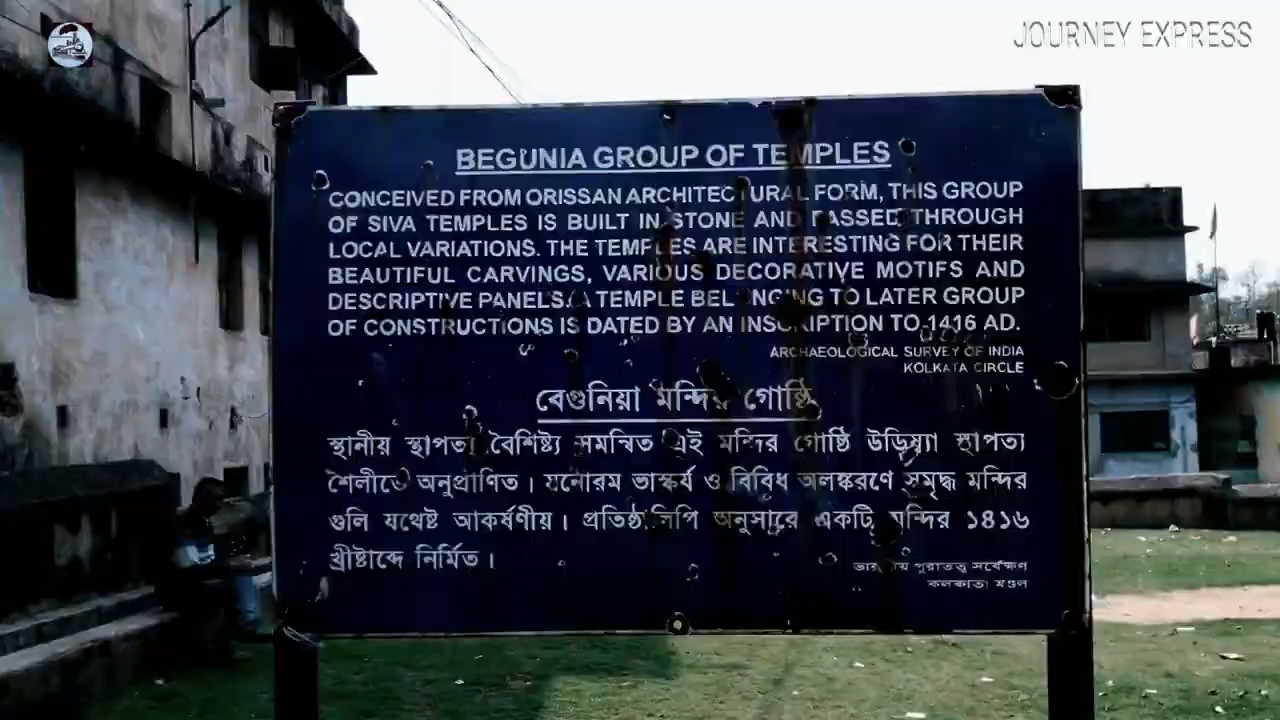 JOURNEY EXPRESS
BEGUNIA GROUP OF TEMPLES
CONCEIVED FROM ORISSAN ARCHITECTURAL FORM, THIS GROUP
OF SIVA TEMPLES IS BUILT IN STONE AND PASSED THROUGH
LOCAL VARIATIONS. THE TEMPLES ARE INTERESTING FOR THEIR
BEAUTIFUL CARVINGS, VARIOUS DECORATIVE MOTIFS AND
DESCRIPTIVE PANELS. A TEMPLE BELONGING TO LATER GROUP
OF CONSTRUCTIONS IS DATED BY AN INSCRIPTION TO 1416 AD.
ARCHAEOLOGICAL SURVEY OF INDIA
KOLKATA CIRCLE
বেগুনিয়া মন্দির গোষ্ঠি
স্থানীয় স্থাপত্য বৈশিষ্ট্য সমন্বিত এই মন্দির গোষ্ঠি উড়িষ্যা স্থাপত্য
শৈলীতে অনুপ্রাণিত। মনোরম ভাস্কর্য ও বিবিধ অলঙ্করণে সমৃদ্ধ মন্দির
গুলি যথেষ্ট আকর্ষণীয়। প্রতিষ্ঠালিপি অনুসারে একটি মন্দির ১৪১৬
খ্রীষ্টাব্দে নির্মিত।
ভারতীয় পুরাতত্ত্ব সর্বেক্ষণ
কলকাতা মণ্ডল